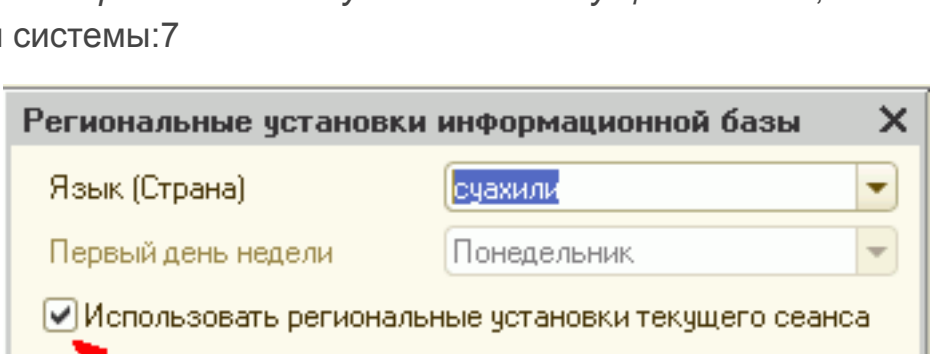 и системы:7
Региональные установки информационной базы
Язык (Страна) суахили
Первый день недели Понедельник
Использовать региональные установки текущего сеанса